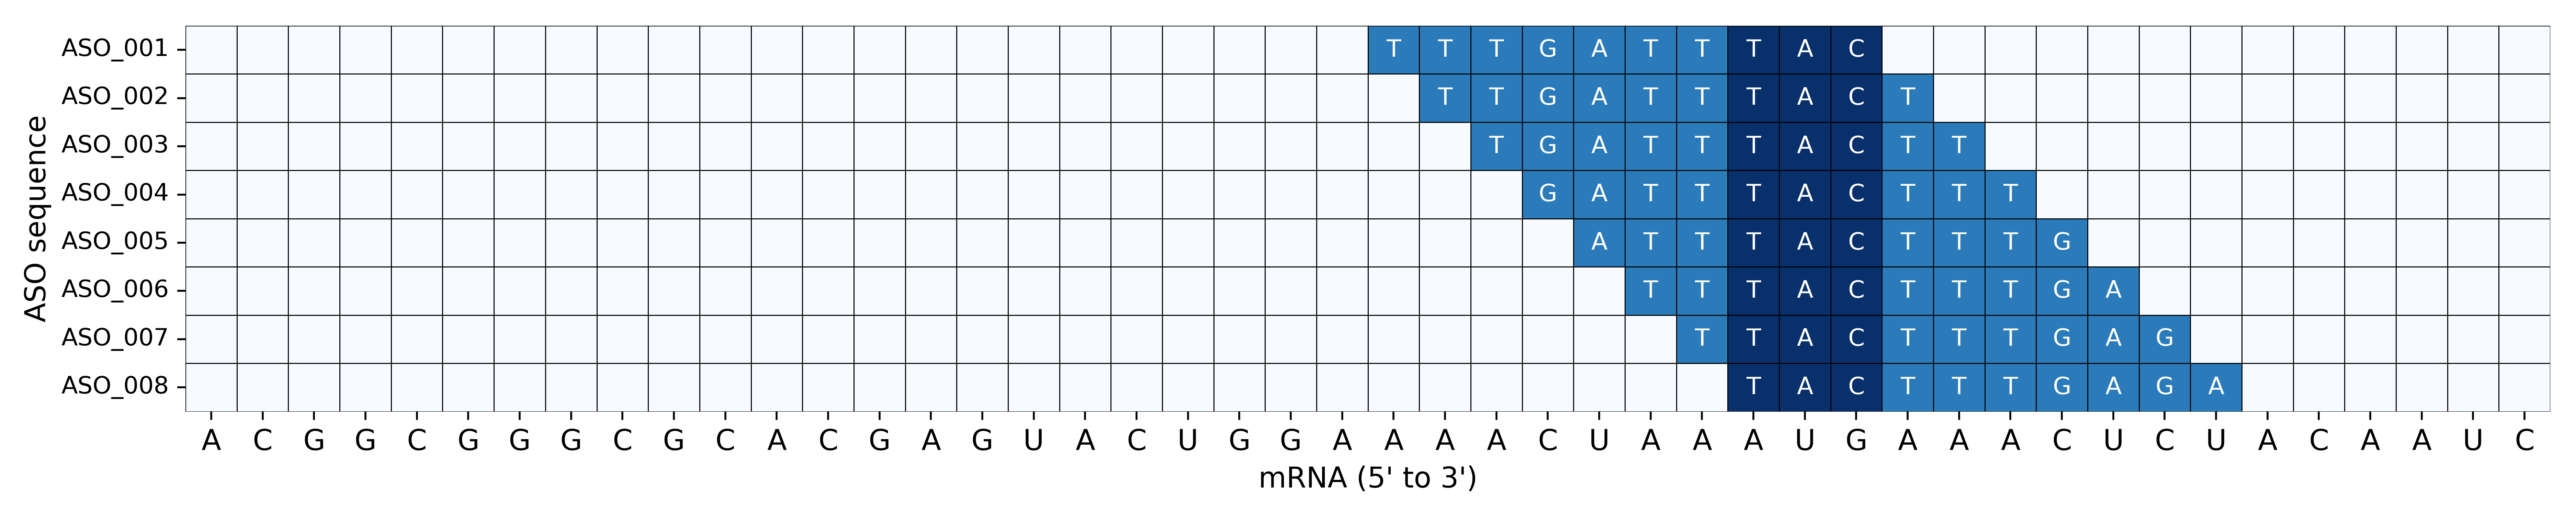 ASO sequence
ASO_001 T T T G A T T T A C
ASO_002 T T G A T T T A C T
ASO_003 T G A T T T A C T T
ASO_004 G A T T T A C T T T
ASO_005 A T T T A C T T T G
ASO_006 T T T A C T T T G A
ASO_007 T T A C T T T G A G
ASO_008 T A C T T T G A G A
A C G G C G G G C G C A C G A G U A C U G G A A A A C U A A A U G A A A C U C U A C A A U C
mRNA (5' to 3')